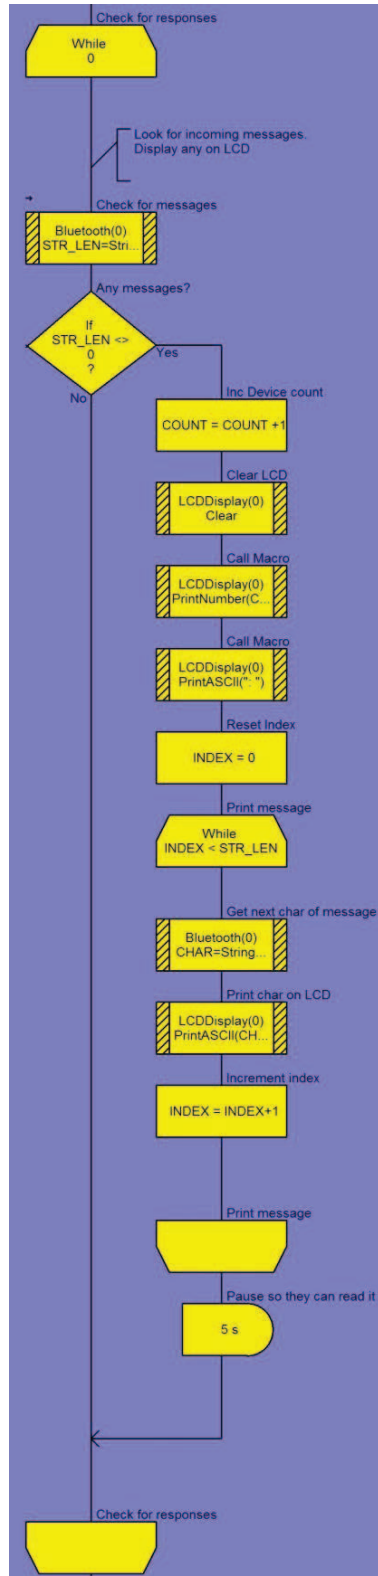 Check for responses
While
0
Look for incoming messages.
Display any on LCD
Check for messages
Bluetooth(0)
STR_LEN=Stri...
Any messages?
If
STR_LEN <>
0
?
Yes
No
Inc Device count
COUNT = COUNT +1
Clear LCD
LCDDisplay(0)
Clear
Call Macro
LCDDisplay(0)
PrintNumber(C...
Call Macro
LCDDisplay(0)
PrintASCII(": ")
Reset Index
INDEX = 0
Print message
While
INDEX < STR_LEN
Get next char of message
Bluetooth(0)
CHAR=String...
Print char on LCD
LCDDisplay(0)
PrintASCII(CH...
Increment index
INDEX = INDEX+1
Print message
Pause so they can read it
5 s
Check for responses